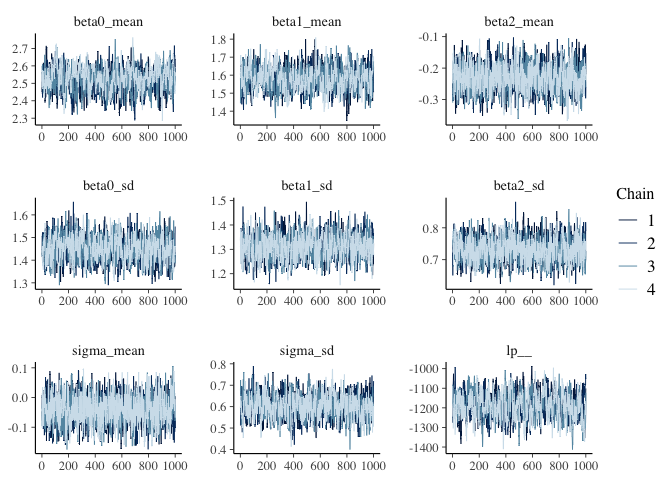 beta0_mean beta1_mean beta2_mean
2.7 1.8 -0.1
2.6 1.7
2.5 1.6 -0.2
2.4 1.5 -0.3
2.3 1.4
0 200 400 600 800 1000 0 200 400 600 800 1000 0 200 400 600 800 1000
beta0_sd beta1_sd beta2_sd
1.6 1.5 0.8
1.5 1.4
1.4 1.3 0.7
1.3 1.2
0 200 400 600 800 1000 0 200 400 600 800 1000 0 200 400 600 800 1000
Chain
1
2
3
4
sigma_mean sigma_sd lp__
0.1 0.8 -1000
0.7 -1100
0.0 0.6 -1200
-0.1 0.5 -1300
0.4 -1400
0 200 400 600 800 1000 0 200 400 600 800 1000 0 200 400 600 800 1000